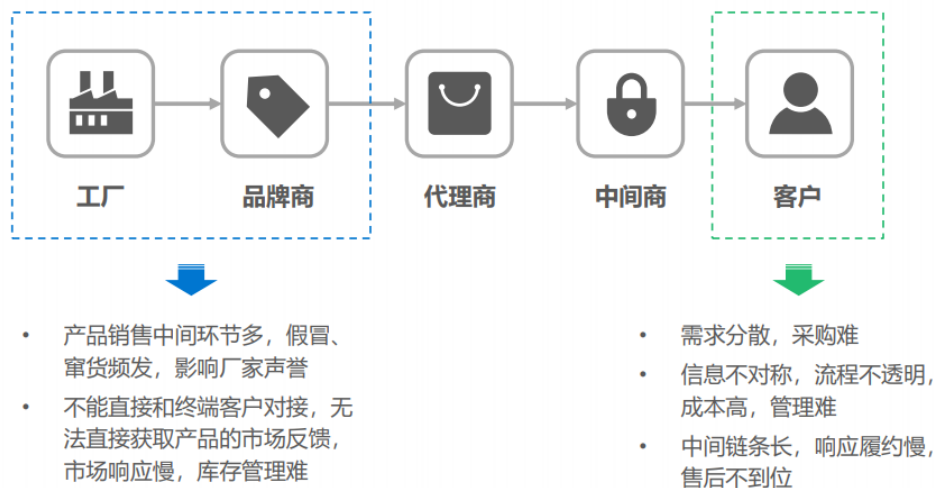 工厂
品牌商
代理商
中间商
客户
• 产品销售中间环节多，假冒、
窜货频发，影响厂家声誉
• 不能直接和终端客户对接，无
法直接获取产品的市场反馈，
市场响应慢，库存管理难
• 需求分散，采购难
• 信息不对称，流程不透明，
成本高，管理难
• 中间链条长，响应履约慢，
售后不到位